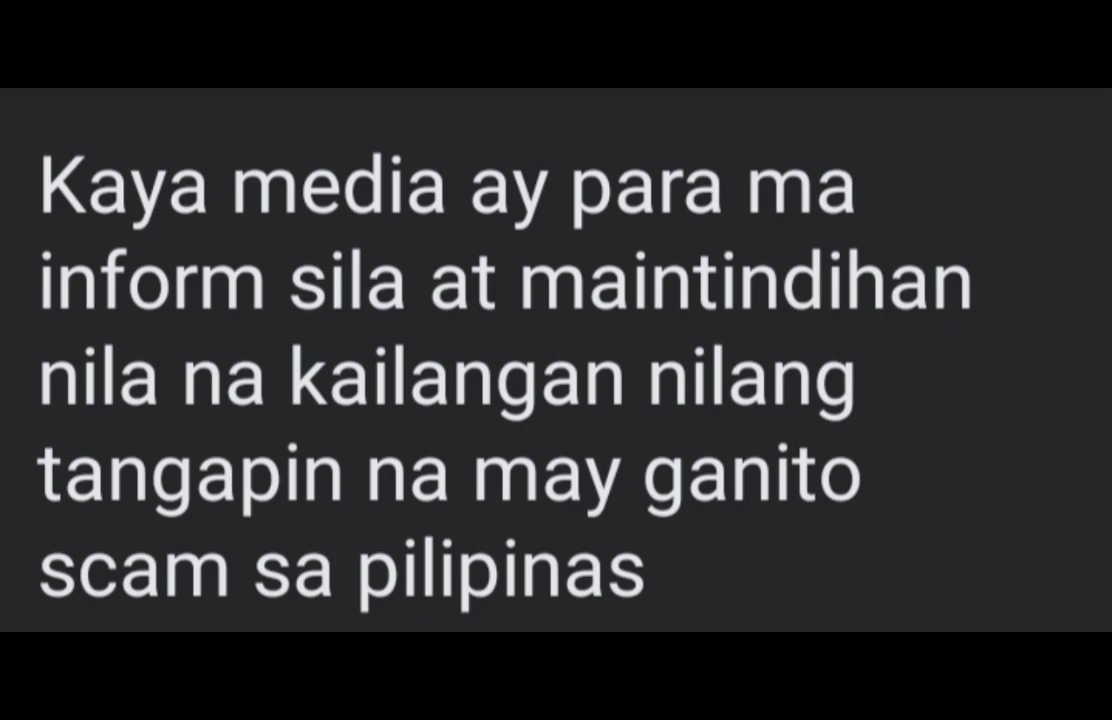 Kaya media ay para ma
inform sila at maintindihan
nila na kailangan nilang
tangapin na may ganito
scam sa pilipinas